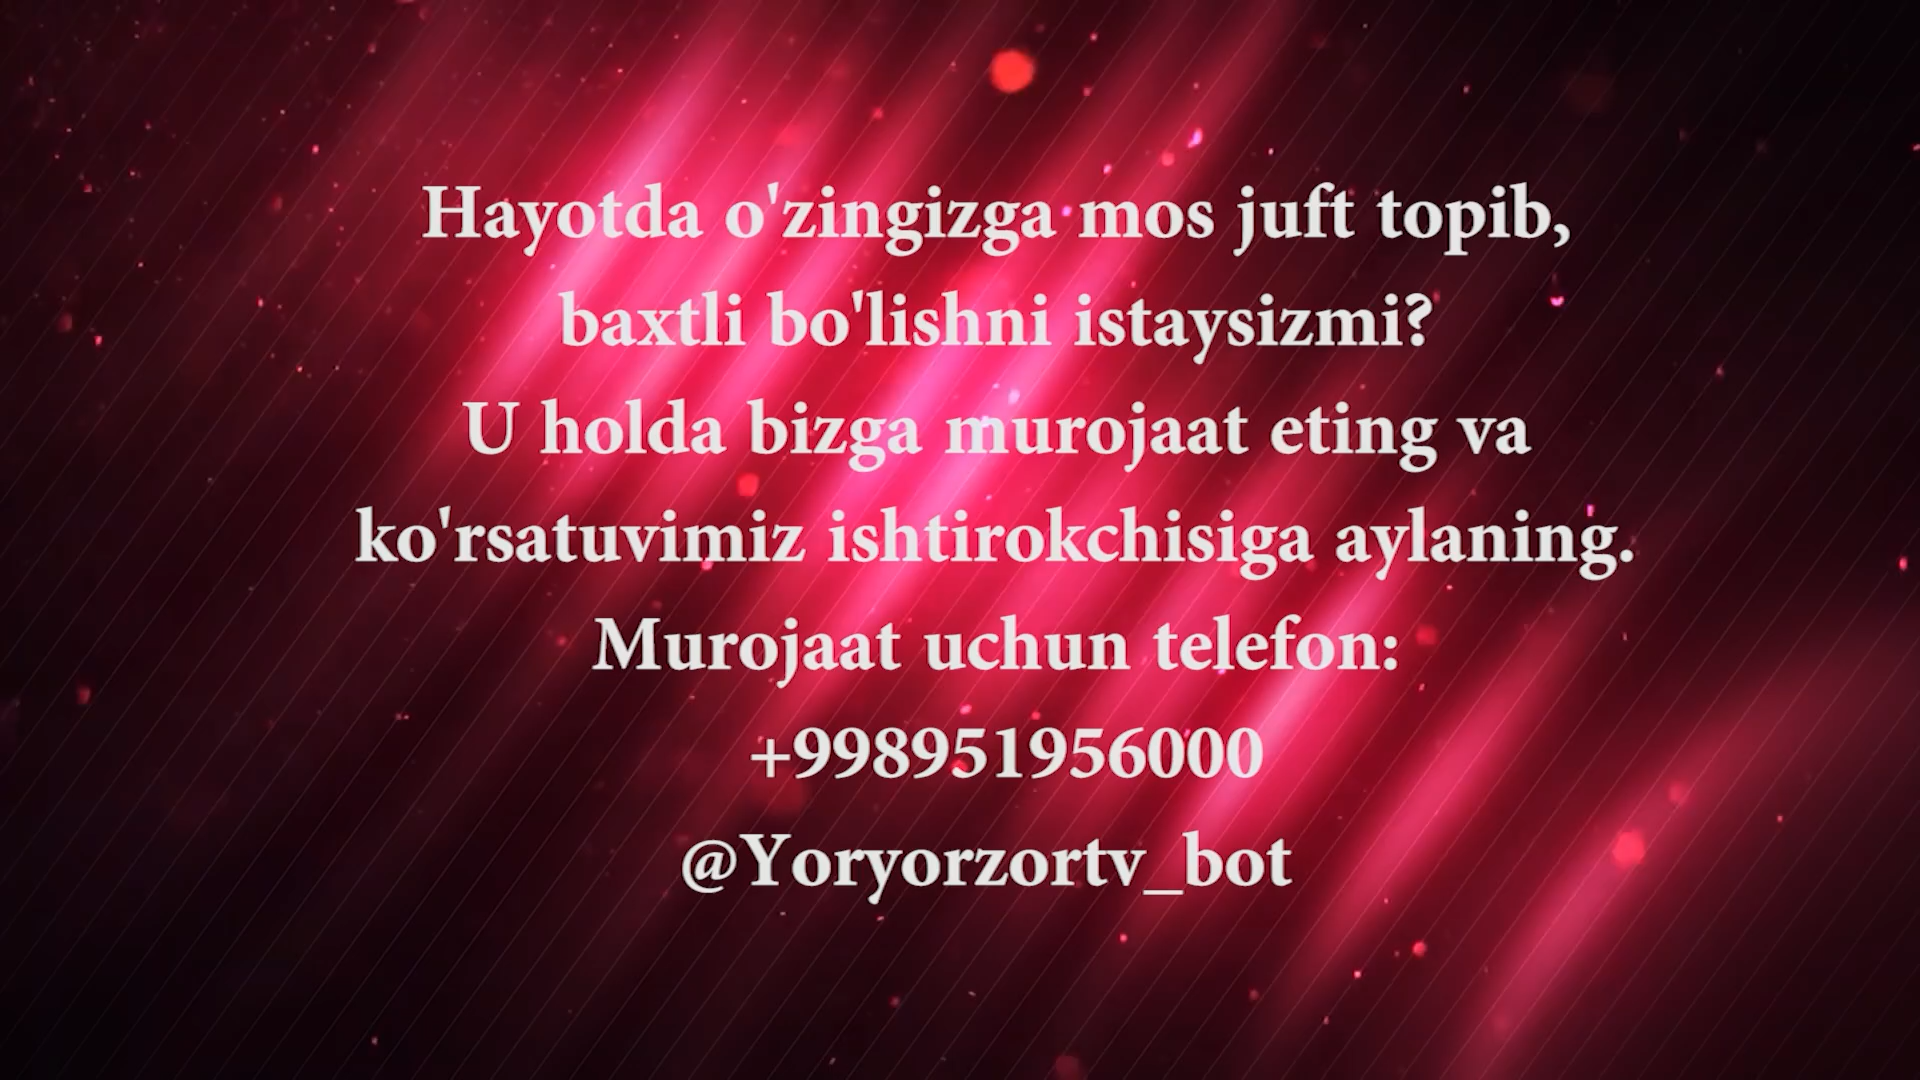 Hayotda o'zingizga mos juft topib,
baxtli bo'lishni istaysizmi?
U holda bizga murojaat eting va
ko'rsatuvimiz ishtirokchisiga aylaning.
Murojaat uchun telefon:
+998951956000
@Yoryorzortv_bot